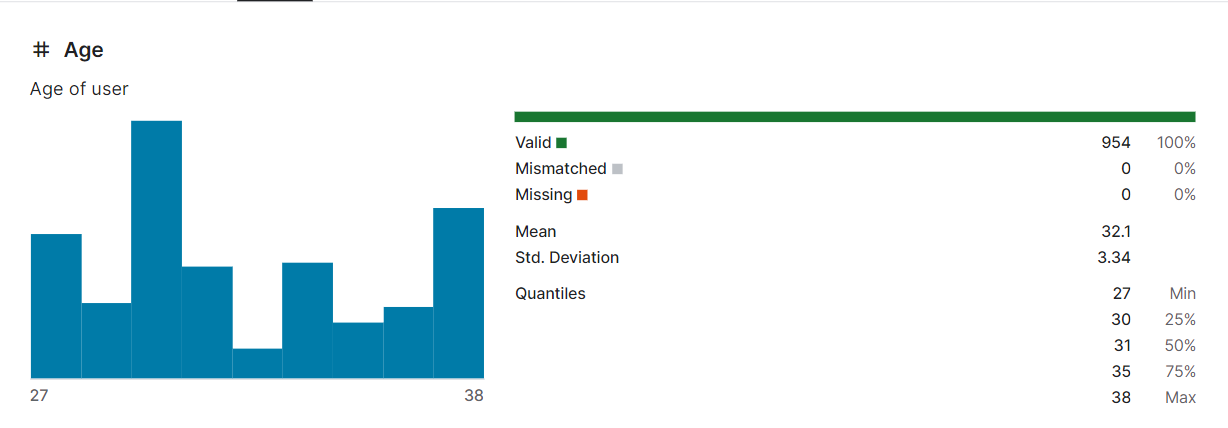 # Age
Age of user
27 38
Valid 954 100%
Mismatched 0 0%
Missing 0 0%
Mean 32.1
Std. Deviation 3.34
Quantiles 27 Min
30 25%
31 50%
35 75%
38 Max